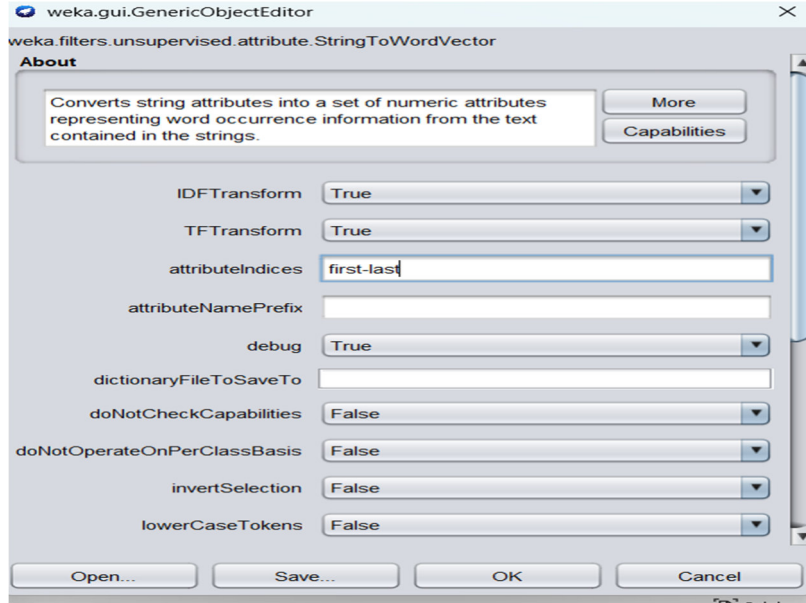 weka.gui.GenericObjectEditor
weka.filters.unsupervised.attribute.StringToWordVector
About
Converts string attributes into a set of numeric attributes
representing word occurrence information from the text
contained in the strings.
More
Capabilities
IDFTransform True
TFTransform True
attributeIndices first-last
attributeNamePrefix
debug True
dictionaryFileToSaveTo
doNotCheckCapabilities False
doNotOperateOnPerClassBasis False
invertSelection False
lowerCaseTokens False
Open... Save... OK Cancel